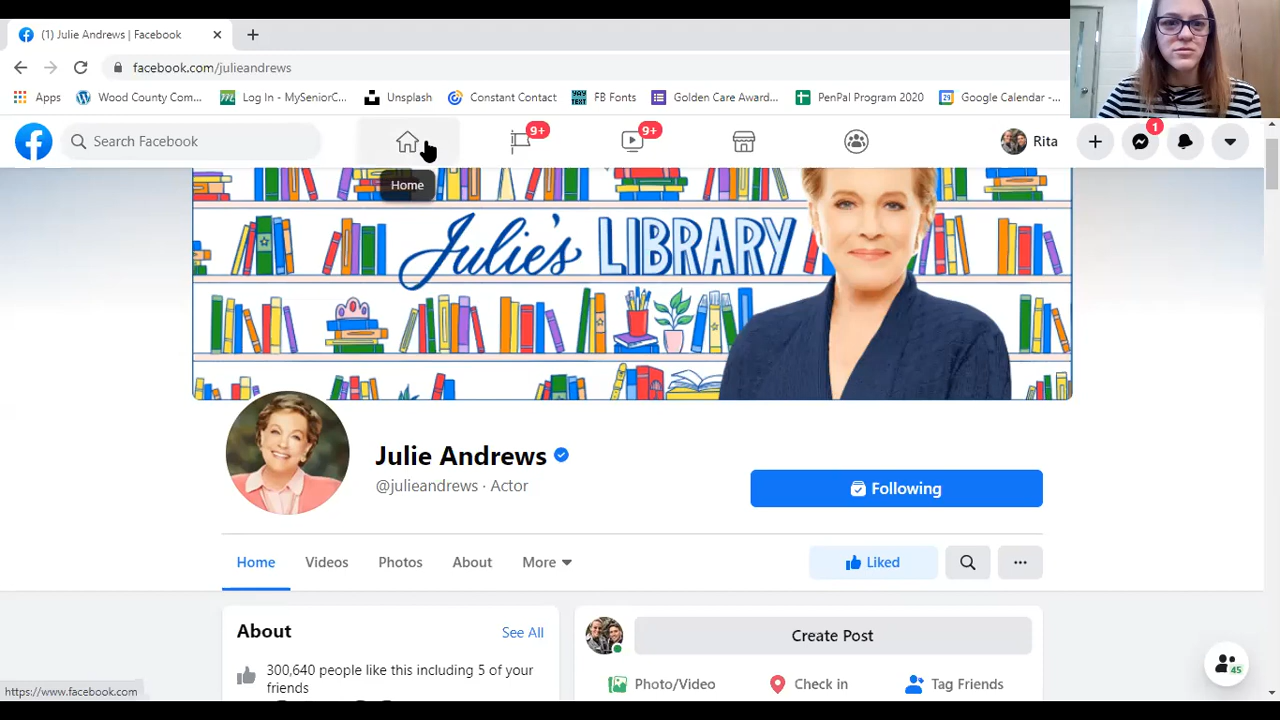 (1) Julie Andrews | Facebook
facebook.com/julieandrews
Apps Wood County Com... Log In - MySeniorC... Unsplash Constant Contact FB Fonts Golden Care Award... PenPal Program 2020 Google Calendar - ...
YAY TEXT
29
Search Facebook 9+ 9+ Rita 1
Home
Julie's LIBRARY
Julie Andrews
@julieandrews · Actor
Following
Home Videos Photos About More Liked
About See All
Create Post
300,640 people like this including 5 of your
friends
Photo/Video Check in Tag Friends
45
https://www.facebook.com